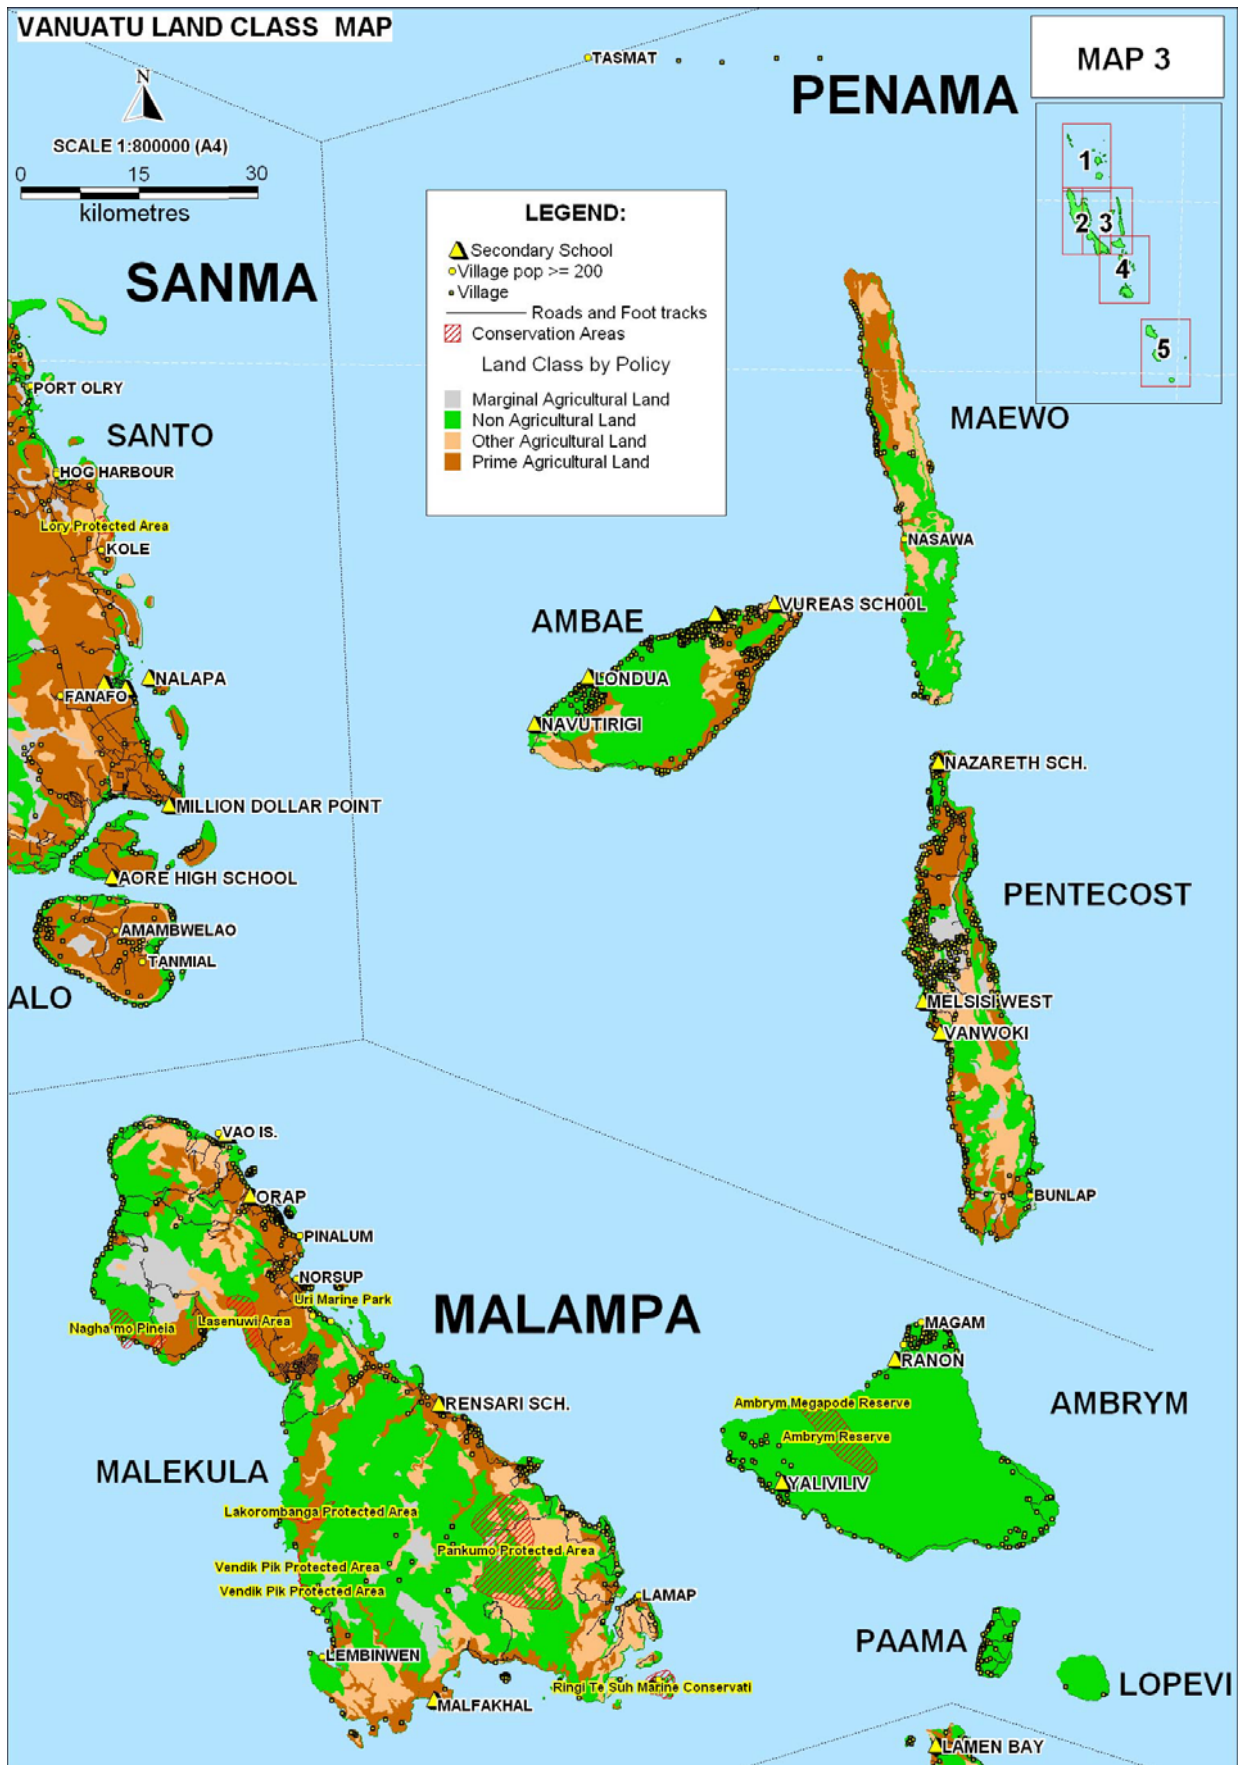 VANUATU LAND CLASS MAP
TASMAT
PENAMA
MAP 3
N
SCALE 1:800000 (A4)
0 15 30
kilometres
1
2 3
4
5
LEGEND:
Secondary School
Village pop >= 200
Village
Roads and Foot tracks
Conservation Areas
Land Class by Policy
Marginal Agricultural Land
Non Agricultural Land
Other Agricultural Land
Prime Agricultural Land
SANMA
PORT OLRY
SANTO
HOG HARBOUR
Lory Protected Area
KOLE
MAEWO
NASAWA
AMBAE
VUREAS SCH00L
LONDUA
NAVUTIRIGI
NALAPA
FANAFO
MILLION DOLLAR POINT
AORE HIGH SCHOOL
AMAMBWELAO
TANMIAL
ALO
NAZARETH SCH.
PENTECOST
MELSISI WEST
VANWOKI
BUNLAP
VAO IS.
ORAP
PINALUM
NORSUP
Uri Marine Park
Lasenuwi Area
Nagha mo Pineia
MALAMPA
RENSARI SCH.
MALEKULA
MAGAM
RANON
Ambrym Megapode Reserve
Ambrym Reserve
AMBRYM
YALIVILIV
Lakorombanga Protected Area
Pankumo Protected Area
Vendik Pik Protected Area
Vendik Pik Protected Area
LAMAP
LEMBINWEN
MALFAKHAL
Ringi Te Suh Marine Conservati
PAAMA
LOPEVI
LAMEN BAY